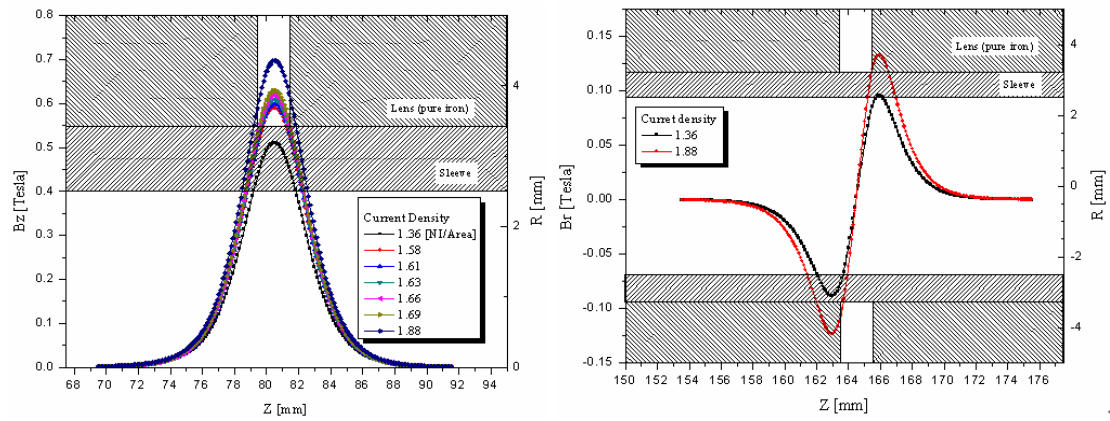 0.8
0.7
0.6
0.5
0.4
0.3
0.2
0.1
0.0
Bz [Tesla]
68 70 72 74 76 78 80 82 84 86 88 90 92 94
Z [mm]
4
2
0
R [mm]
Lens (pure iron)
Sleeve
Current Density
1.36 [NI/Area]
1.58
1.61
1.63
1.66
1.69
1.88
0.15
0.10
0.05
0.00
-0.05
-0.10
-0.15
Br [Tesla]
150 152 154 156 158 160 162 164 166 168 170 172 174 176
Z [mm]
4
2
0
-2
-4
R [mm]
Lens (pure iron)
Sleeve
Curret density
1.36
1.88